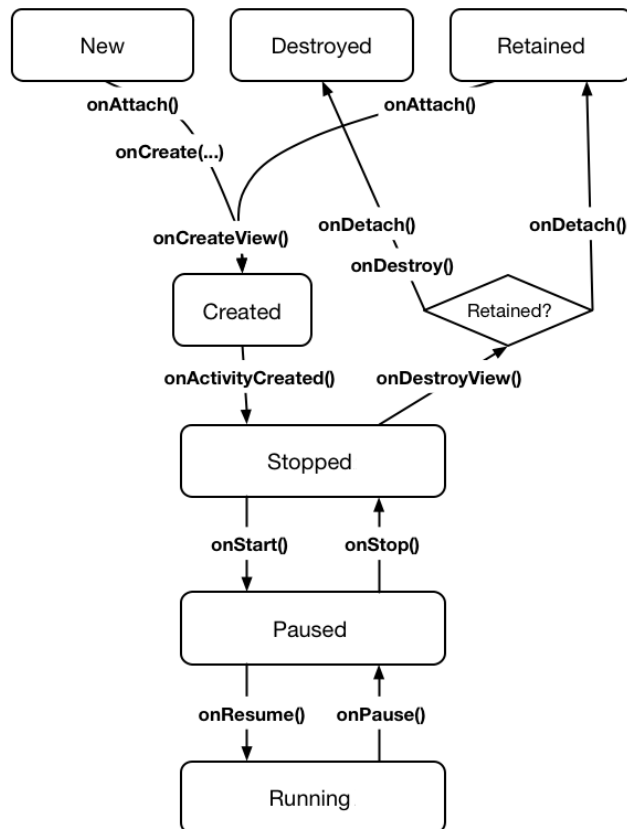 New
Destroyed
Retained
onAttach()
onAttach()
onCreate(...)
onCreateView()
onDetach()
onDetach()
onDestroy()
Created
Retained?
onActivityCreated()
onDestroyView()
Stopped
onStart()
onStop()
Paused
onResume()
onPause()
Running